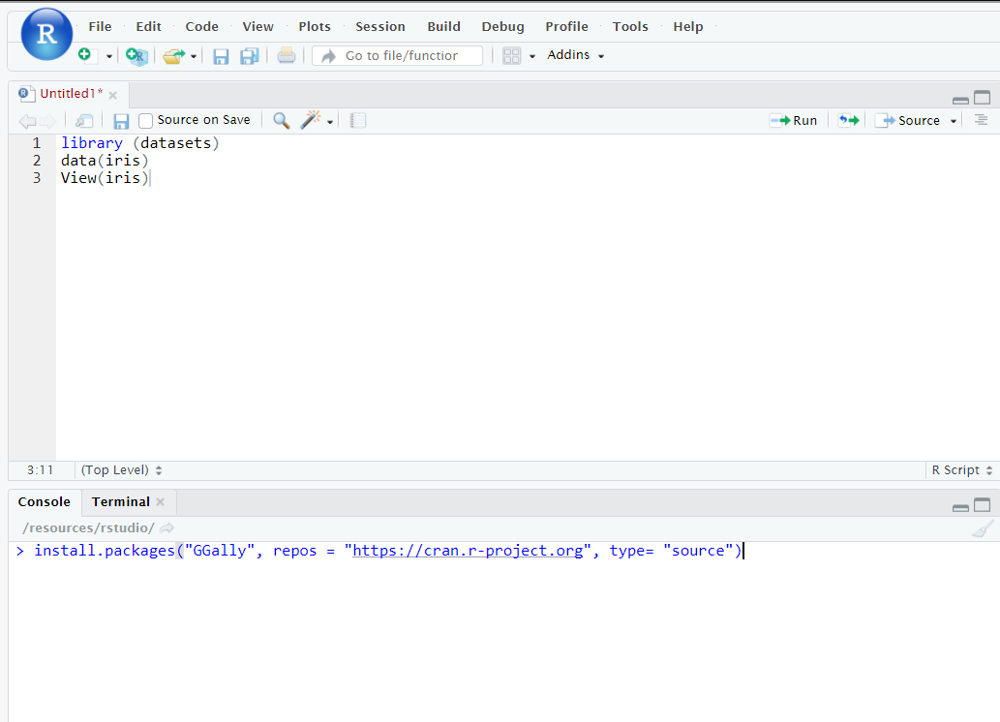 R File Edit Code View Plots Session Build Debug Profile Tools Help
R Go to file/function Addins
R Untitled1*
Source on Save Run Source
1 library (datasets)
2 data(iris)
3 View(iris)
3:11 (Top Level) R Script
Console Terminal
/resources/rstudio/
> install.packages("GGally", repos = "https://cran.r-project.org", type= "source")